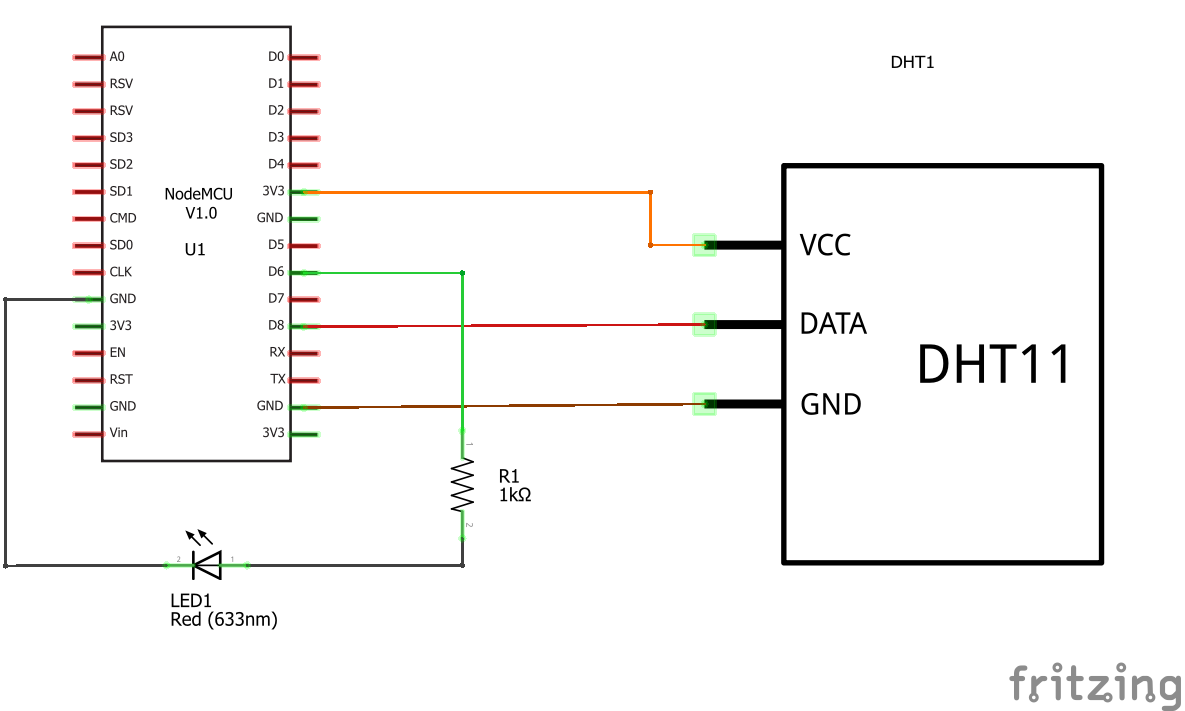 A0
RSV
RSV
SD3
SD2
SD1
CMD
SD0
CLK
GND
3V3
EN
RST
GND
Vin
NodeMCU
V1.0
U1
D0
D1
D2
D3
D4
3V3
GND
D5
D6
D7
D8
RX
TX
GND
3V3
DHT1
VCC
DATA
GND
DHT11
1
R1
1kΩ
2
2
1
LED1
Red (633nm)
fritzing